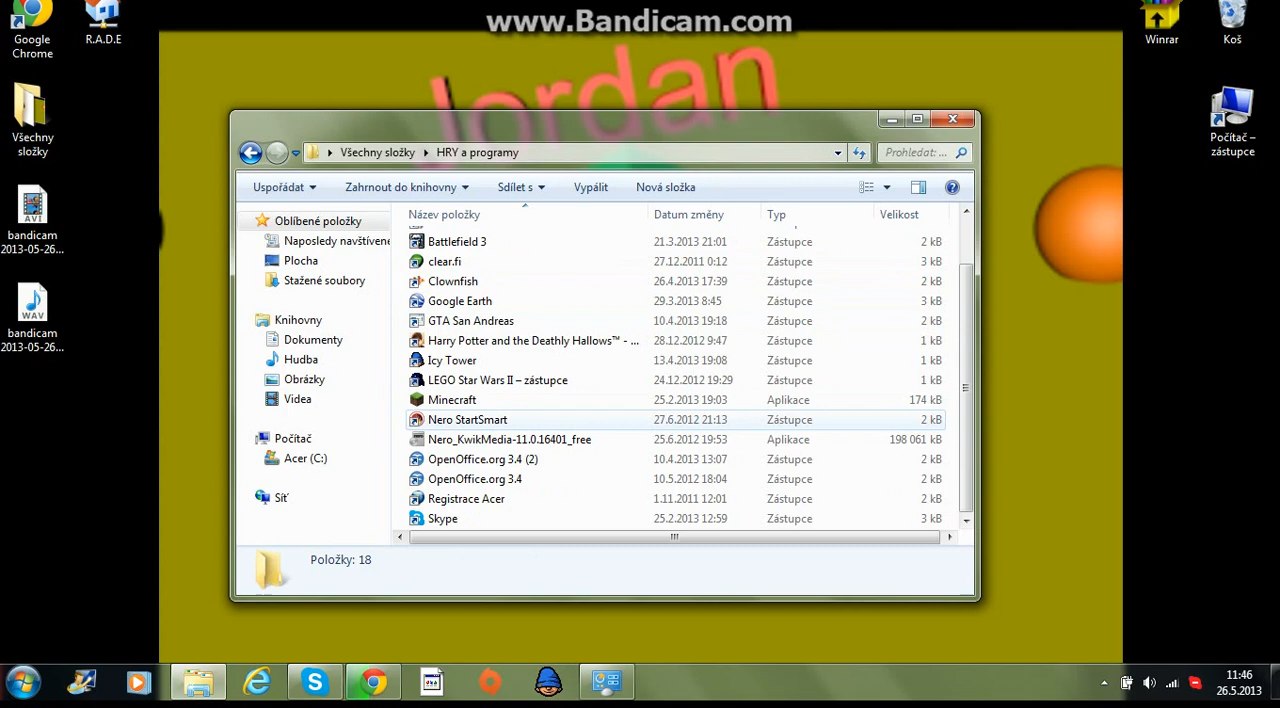 www.Bandicam.com
Google
Chrome
R.A.D.E
Winrar
Koš
Jordan
Všechny
složky
Počítač –
zástupce
bandicam
2013-05-26...
bandicam
2013-05-26...
Všechny složky
HRY a programy
Prohledat: ...
Uspořádat
Zahrnout do knihovny
Sdílet s
Vypálit
Nová složka
Oblíbené položky
Naposledy navštívené
Plocha
Stažené soubory
Knihovny
Dokumenty
Hudba
Obrázky
Videa
Počítač
Acer (C:)
Síť
Název položky Datum změny Typ Velikost
Battlefield 3 21.3.2013 21:01 Zástupce 2 kB
clear.fi 27.12.2011 0:12 Zástupce 3 kB
Clownfish 26.4.2013 17:39 Zástupce 2 kB
Google Earth 29.3.2013 8:45 Zástupce 3 kB
GTA San Andreas 10.4.2013 19:18 Zástupce 2 kB
Harry Potter and the Deathly Hallows™ - ... 28.12.2012 9:47 Zástupce 1 kB
Icy Tower 13.4.2013 19:08 Zástupce 1 kB
LEGO Star Wars II – zástupce 24.12.2012 19:29 Zástupce 1 kB
Minecraft 25.2.2013 19:03 Aplikace 174 kB
Nero StartSmart 27.6.2012 21:13 Zástupce 2 kB
Nero_KwikMedia-11.0.16401_free 25.6.2012 19:53 Aplikace 198 061 kB
OpenOffice.org 3.4 (2) 10.4.2013 13:07 Zástupce 2 kB
OpenOffice.org 3.4 10.5.2012 18:04 Zástupce 2 kB
Registrace Acer 1.11.2011 12:01 Zástupce 2 kB
Skype 25.2.2013 12:59 Zástupce 3 kB
Položky: 18
11:46
26.5.2013